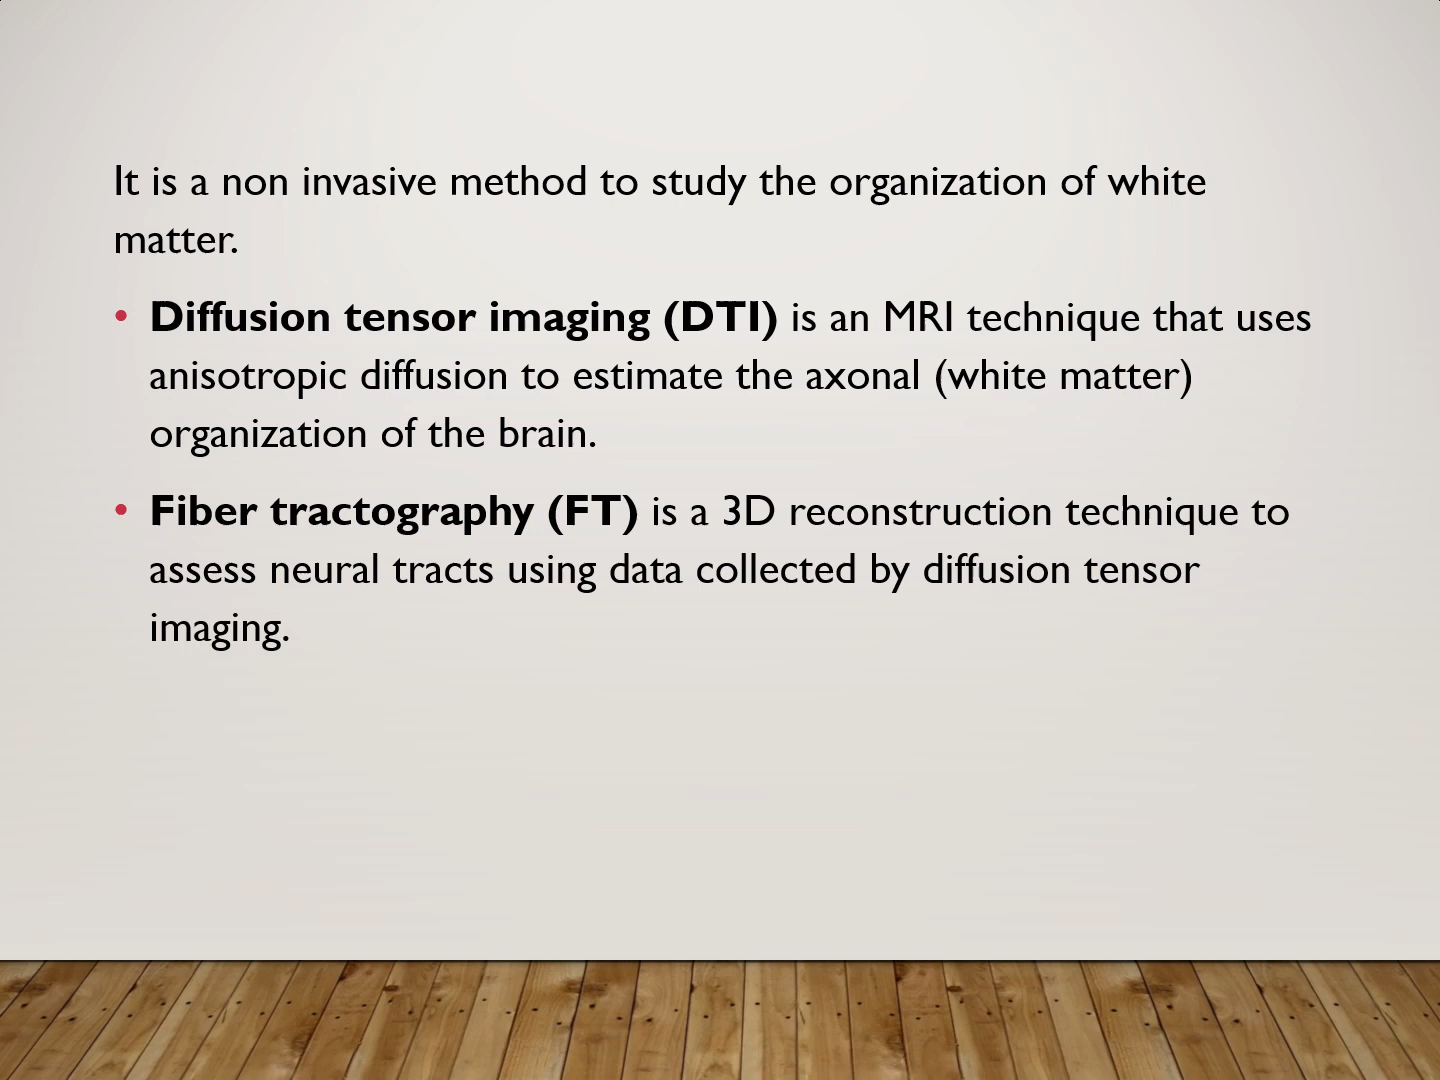 It is a non invasive method to study the organization of white
matter.
• Diffusion tensor imaging (DTI) is an MRI technique that uses
anisotropic diffusion to estimate the axonal (white matter)
organization of the brain.
• Fiber tractography (FT) is a 3D reconstruction technique to
assess neural tracts using data collected by diffusion tensor
imaging.